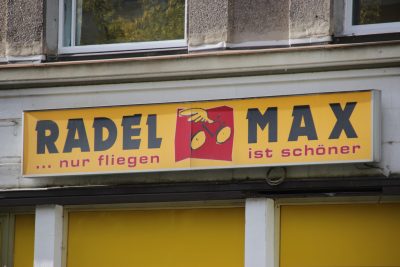 RADEL MAX
... nur fliegen ist schöner